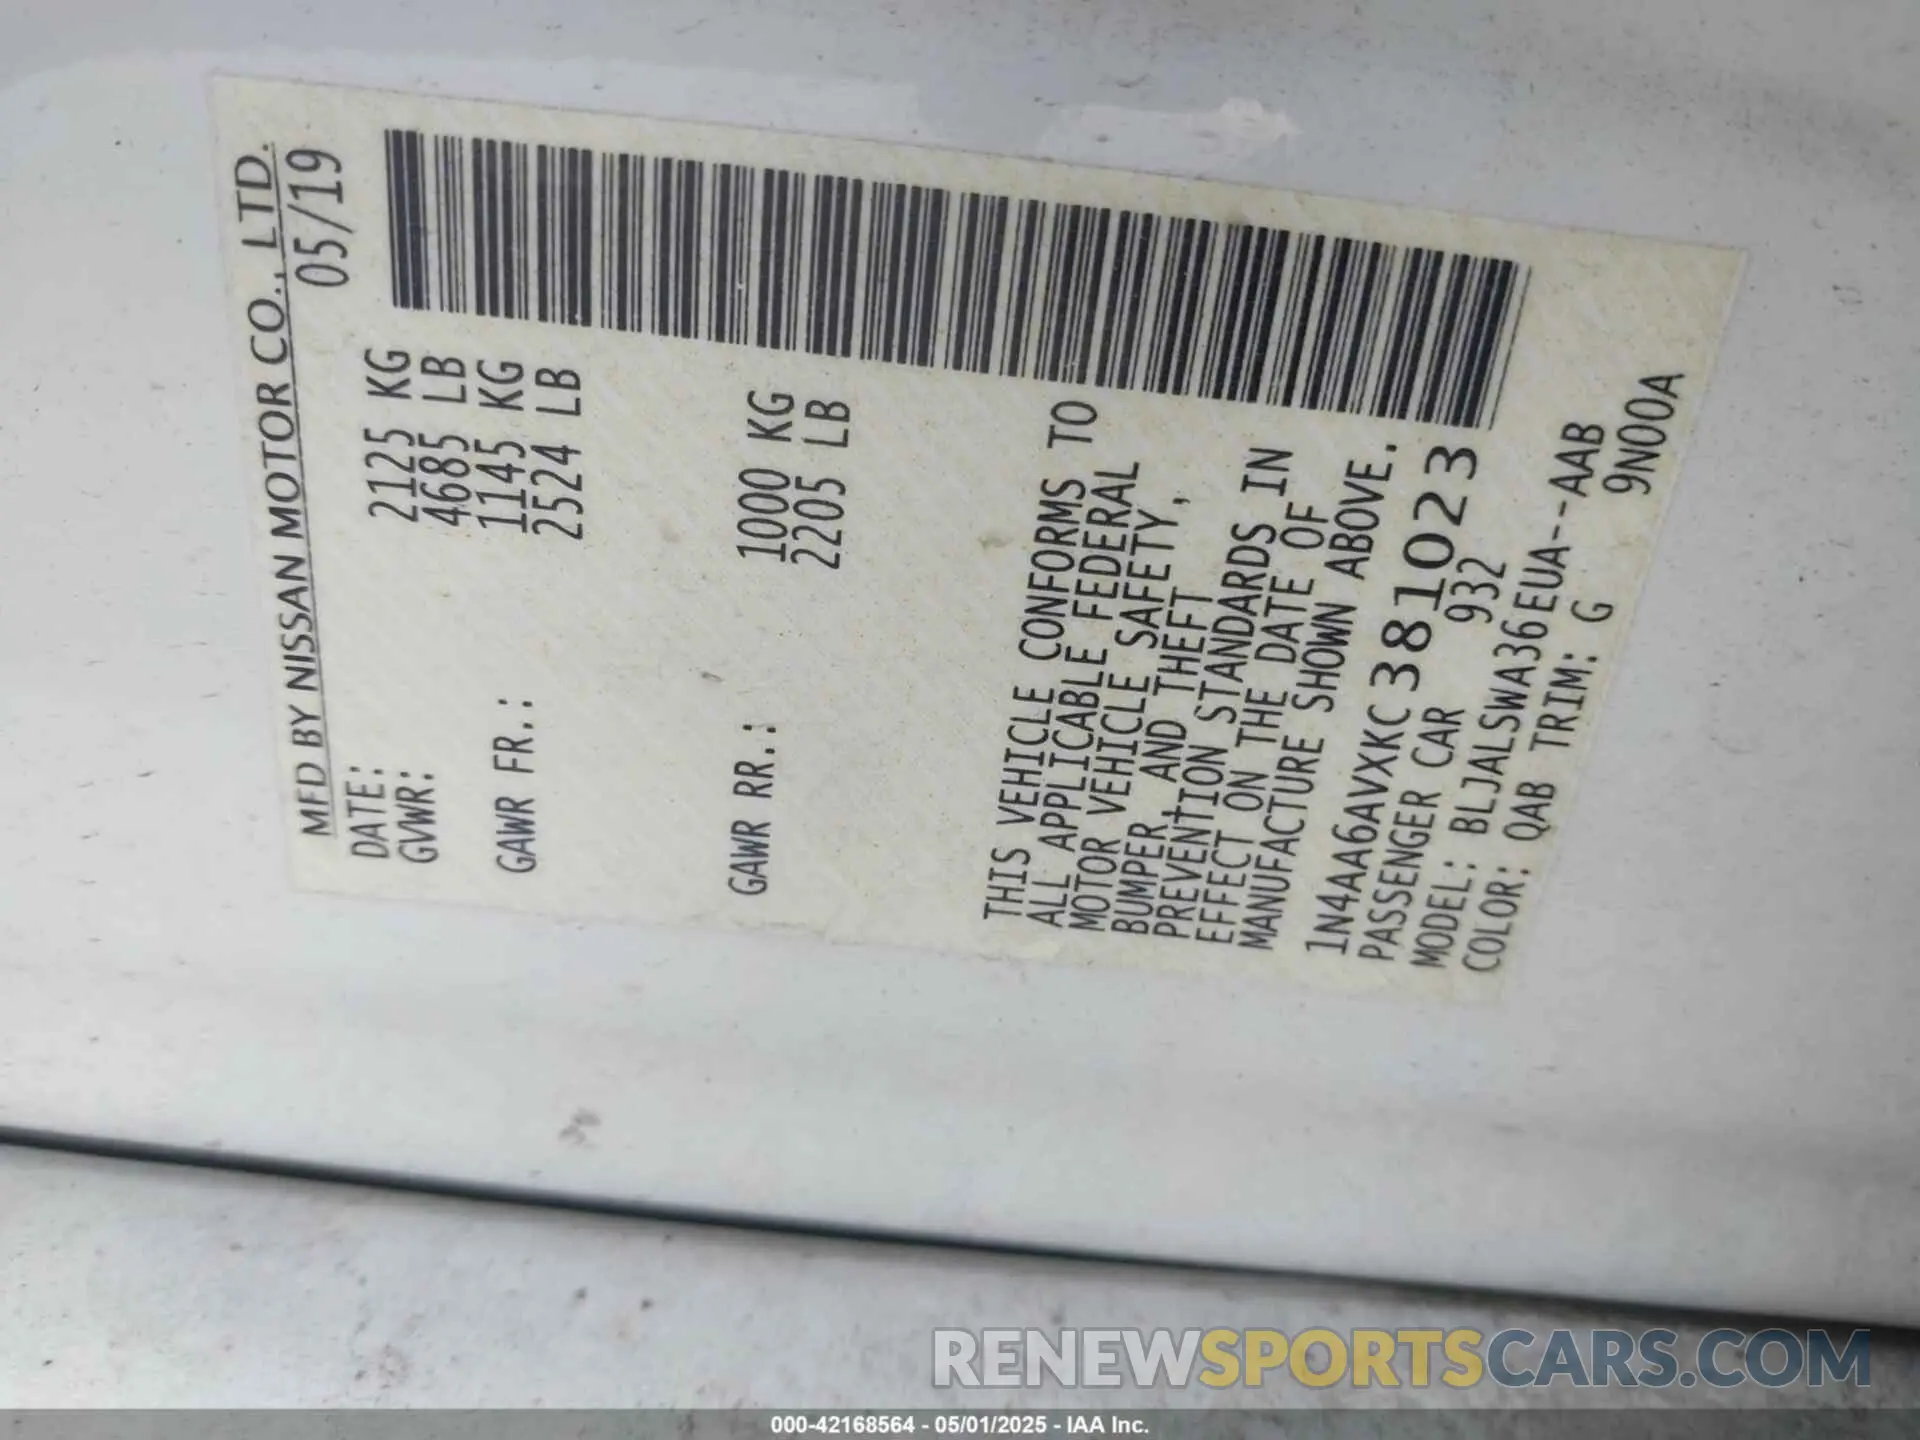 MFD BY NISSAN MOTOR CO., LTD.
DATE: 05/19
GVWR: 2125 KG
4685 LB
GAWR FR.: 1145 KG
2524 LB
GAWR RR.: 1000 KG
2205 LB
THIS VEHICLE CONFORMS TO
ALL APPLICABLE FEDERAL
MOTOR VEHICLE SAFETY,
BUMPER, AND THEFT
PREVENTION STANDARDS IN
EFFECT ON THE DATE OF
MANUFACTURE SHOWN ABOVE.
1N4AA6AVXKC381023
PASSENGER CAR 932
MODEL: BLJALSWA36EUA--AAB
COLOR: QAB TRIM: G 9N00A
RENEWSPORTSCARS.COM
000-42168564 - 05/01/2025 - IAA Inc.